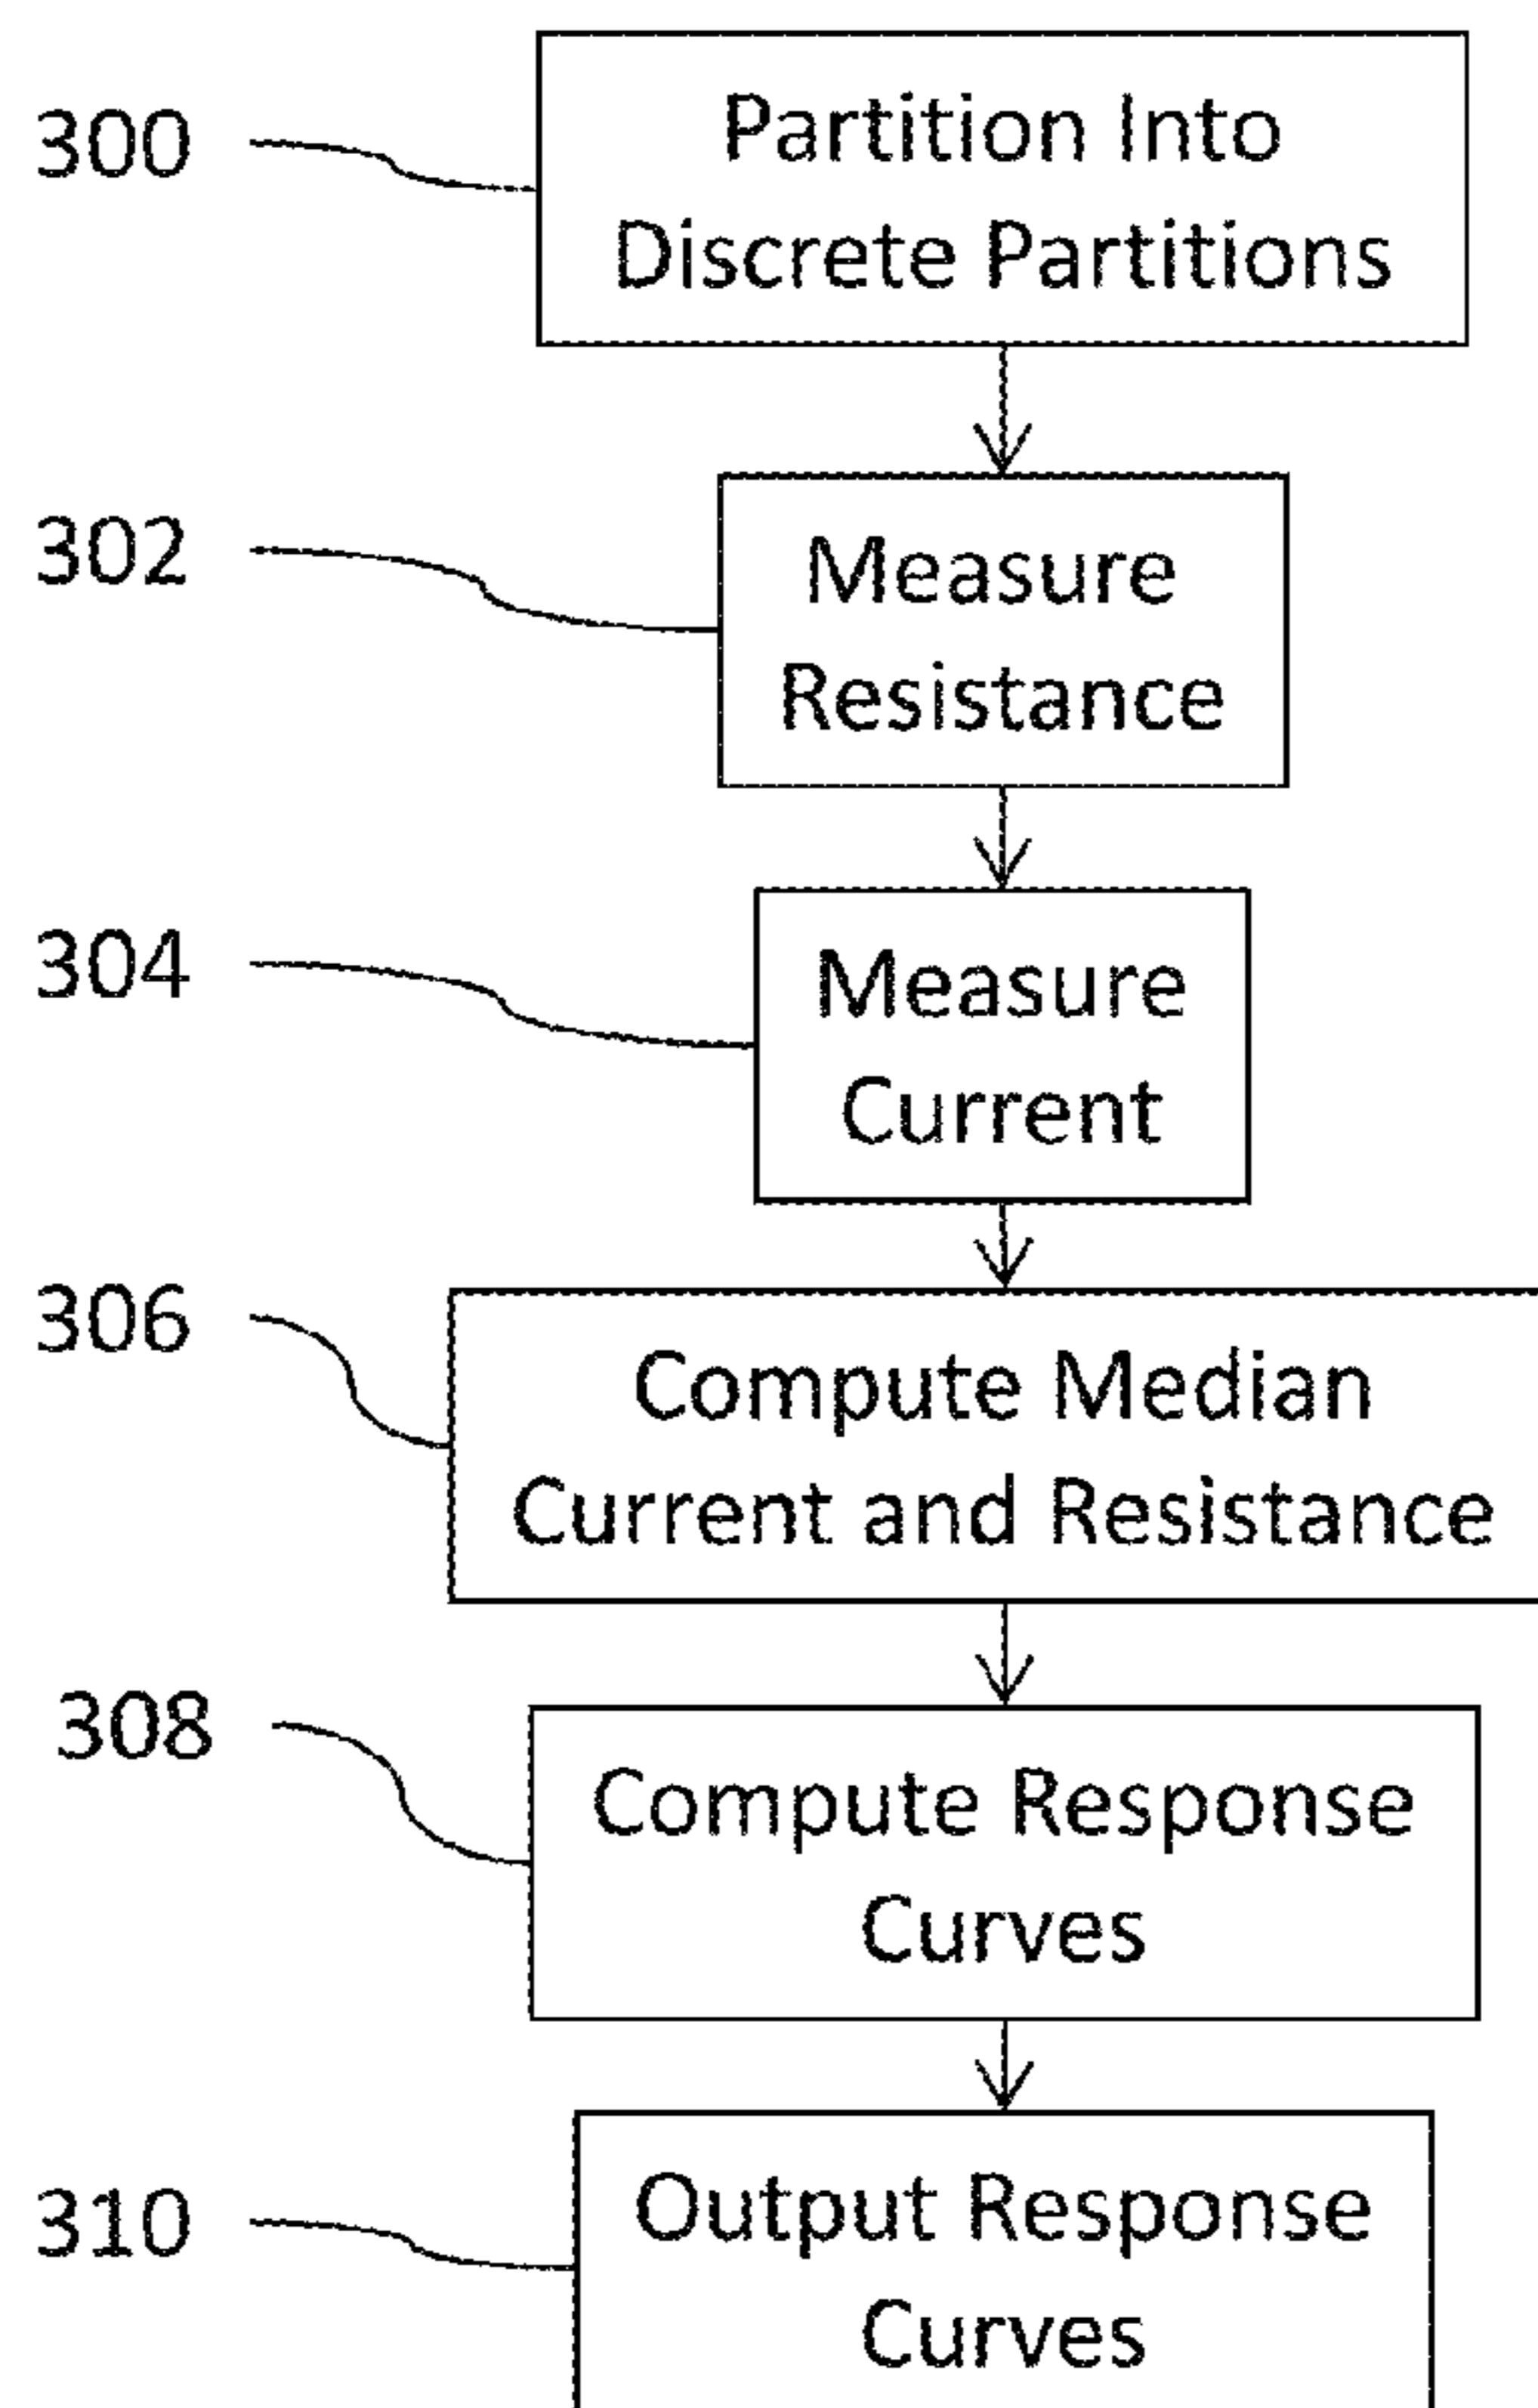 300
Partition Into
Discrete Partitions
302
Measure
Resistance
304
Measure
Current
306
Compute Median
Current and Resistance
308
Compute Response
Curves
310
Output Response
Curves